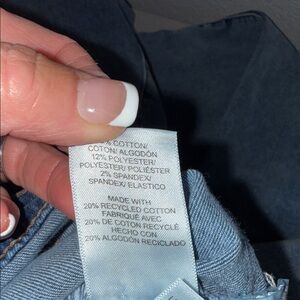 % COTTON/
COTON/ ALGODÓN
12% POLYESTER/
POLYESTER/ POLIÉSTER
2% SPANDEX/
SPANDEX/ ELASTICO
MADE WITH
20% RECYCLED COTTON
FABRIQUÉ AVEC
20% DE COTON RECYCLÉ
HECHO CON
20% ALGODÓN RECICLADO